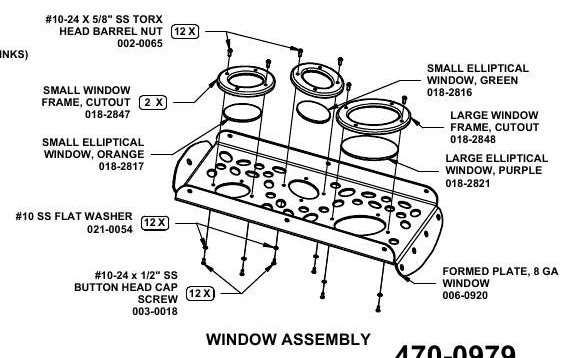 #10-24 X 5/8" SS TORX
HEAD BARREL NUT
002-0065
12 X
INKS)
SMALL WINDOW
FRAME, CUTOUT
018-2847
2 X
SMALL ELLIPTICAL
WINDOW, ORANGE
018-2817
SMALL ELLIPTICAL
WINDOW, GREEN
018-2816
LARGE WINDOW
FRAME, CUTOUT
018-2848
LARGE ELLIPTICAL
WINDOW, PURPLE
018-2821
#10 SS FLAT WASHER
021-0054
12 X
#10-24 x 1/2" SS
BUTTON HEAD CAP
SCREW
003-0018
12 X
FORMED PLATE, 8 GA
WINDOW
006-0920
WINDOW ASSEMBLY
470-0979